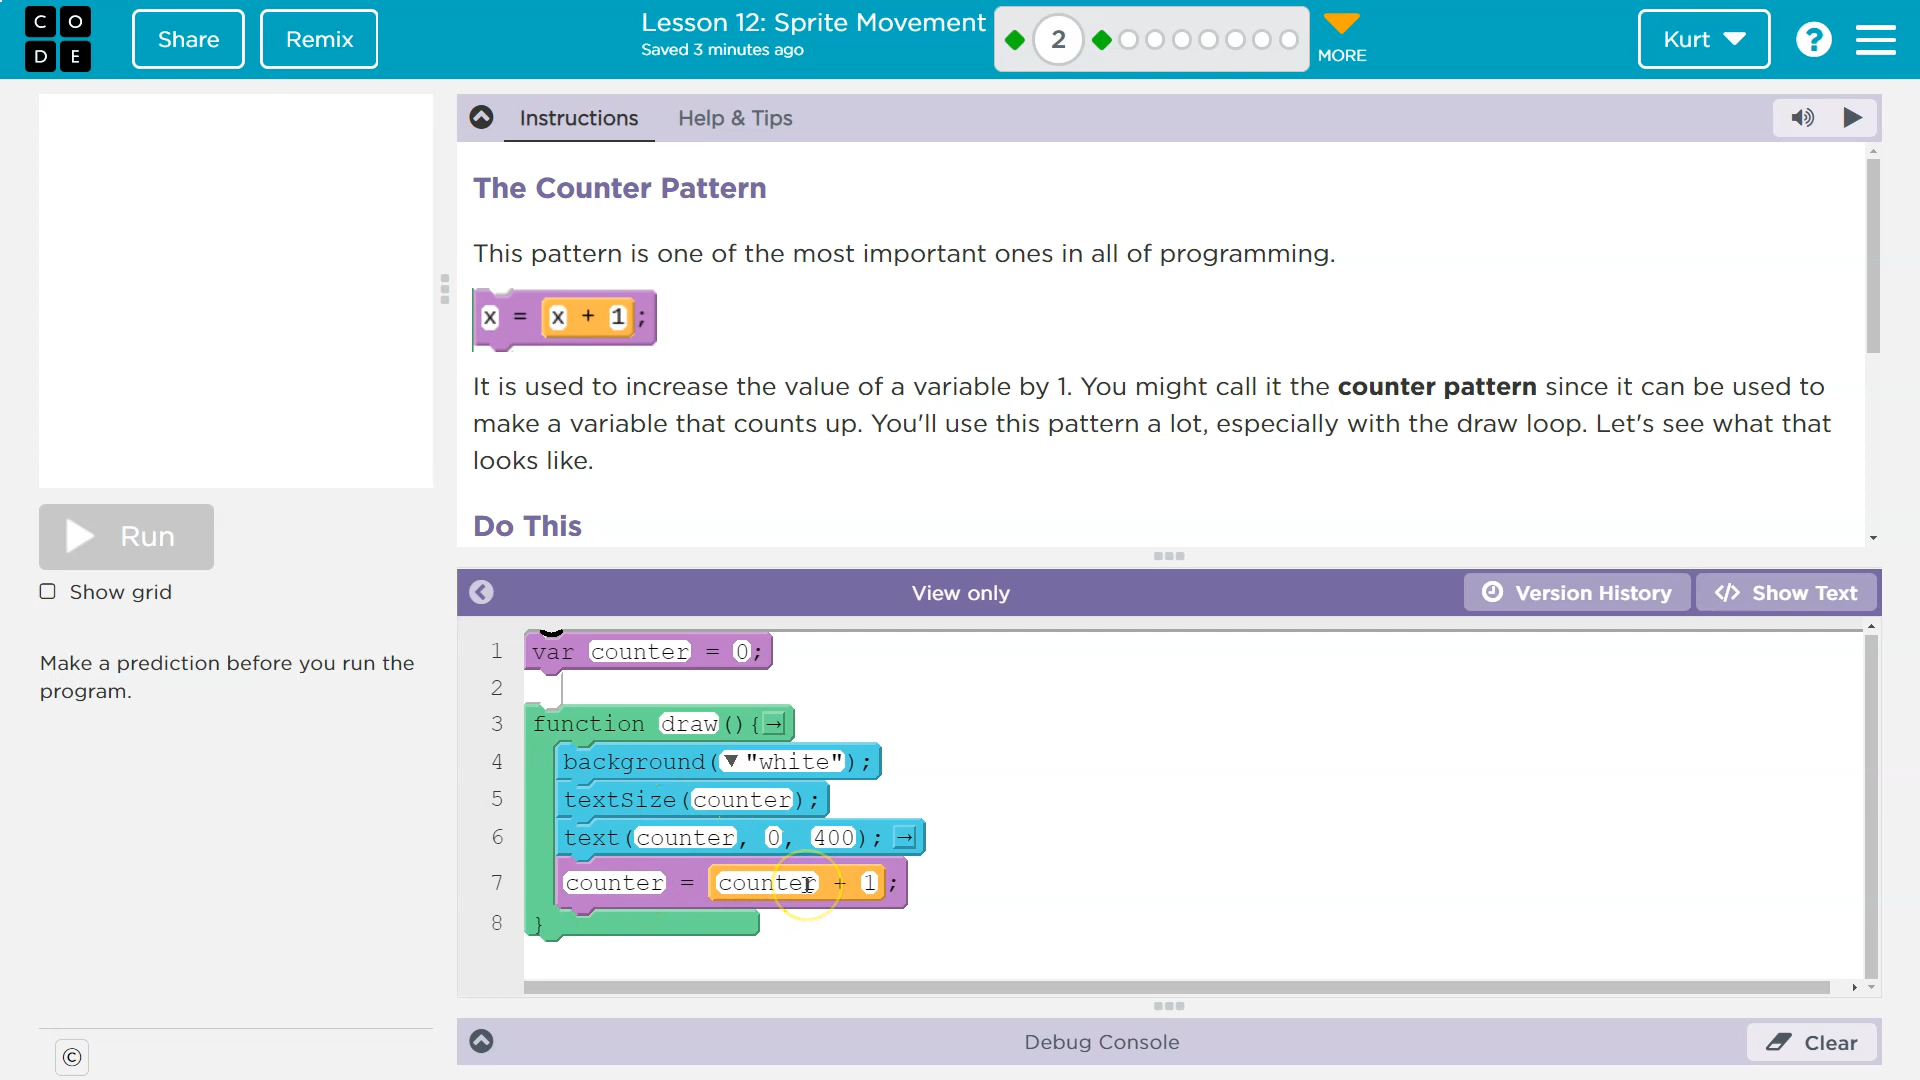 C O
D E
Share
Remix
Lesson 12: Sprite Movement
Saved 3 minutes ago
2
MORE
Kurt
?
Instructions
Help & Tips
The Counter Pattern
This pattern is one of the most important ones in all of programming.
x = x + 1 ;
It is used to increase the value of a variable by 1. You might call it the counter pattern since it can be used to
make a variable that counts up. You'll use this pattern a lot, especially with the draw loop. Let's see what that
looks like.
Do This
Run
Show grid
Make a prediction before you run the
program.
©
View only
Version History
</> Show Text
1 var counter = 0;
2
3 function draw(){→
4 background(▼ "white");
5 textSize(counter);
6 text(counter, 0, 400); →
7 counter = counter + 1;
8 }
Debug Console
Clear